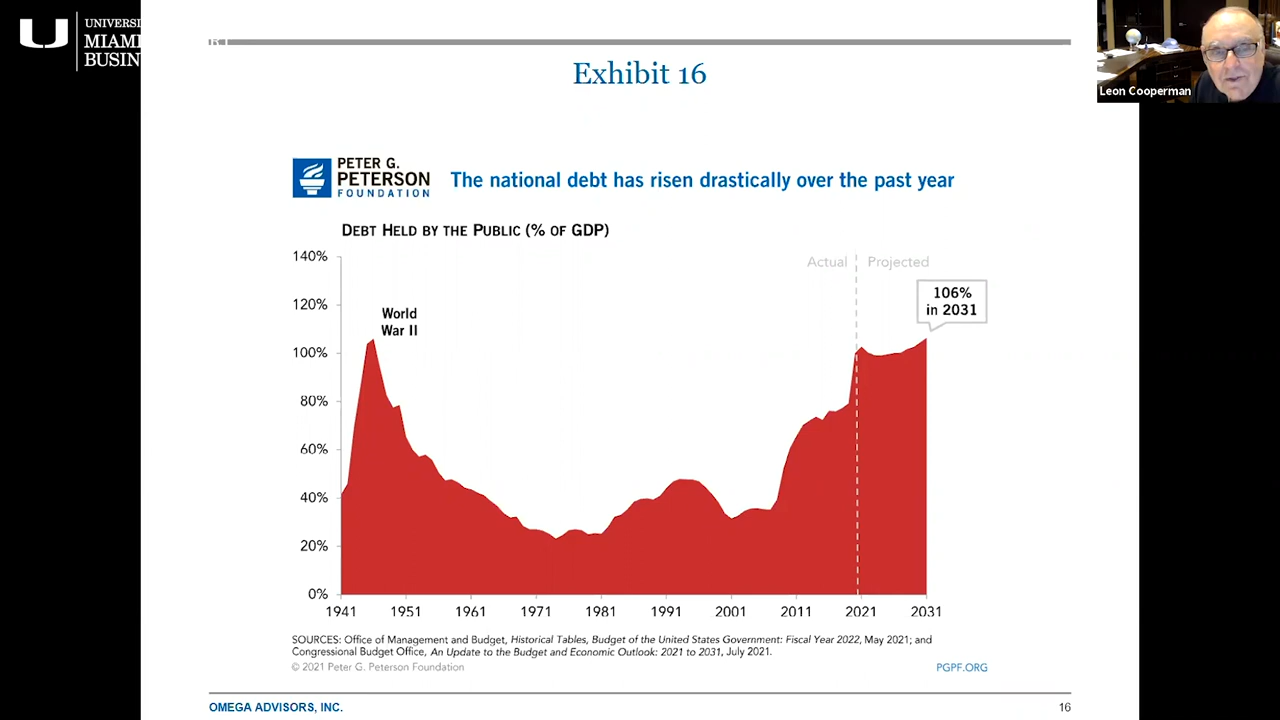 UNIVERSI
MIAMI
BUSIN
Leon Cooperman
Exhibit 16
PETER G.
PETERSON
FOUNDATION
The national debt has risen drastically over the past year
DEBT HELD BY THE PUBLIC (% OF GDP)
140%
120%
100%
80%
60%
40%
20%
0%
Actual
Projected
106%
in 2031
World
War II
1941 1951 1961 1971 1981 1991 2001 2011 2021 2031
SOURCES: Office of Management and Budget, Historical Tables, Budget of the United States Government: Fiscal Year 2022, May 2021; and
Congressional Budget Office, An Update to the Budget and Economic Outlook: 2021 to 2031, July 2021.
© 2021 Peter G. Peterson Foundation
PGPF.ORG
OMEGA ADVISORS, INC.
16